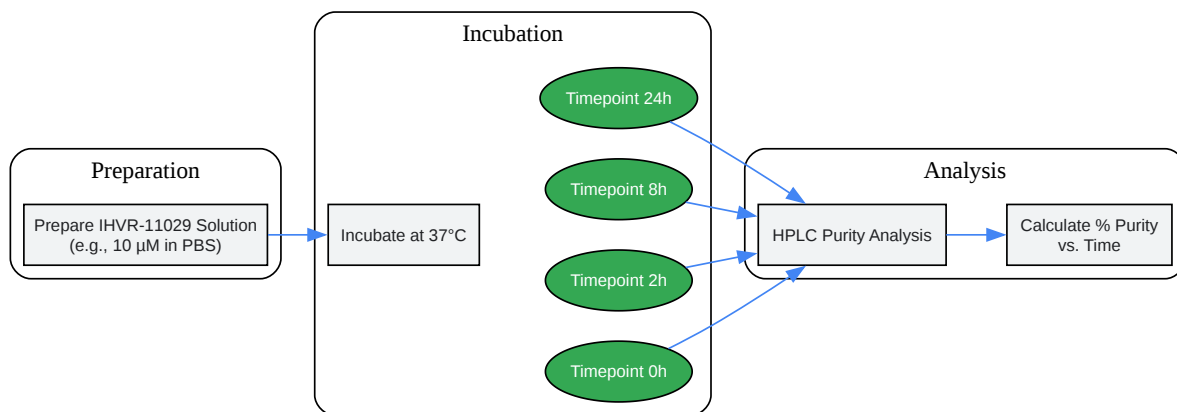 Preparation
Prepare IHVR-11029 Solution
(e.g., 10 µM in PBS)
Incubation
Incubate at 37°C
Timepoint 24h
Timepoint 8h
Timepoint 2h
Timepoint 0h
Analysis
HPLC Purity Analysis
Calculate % Purity
vs. Time